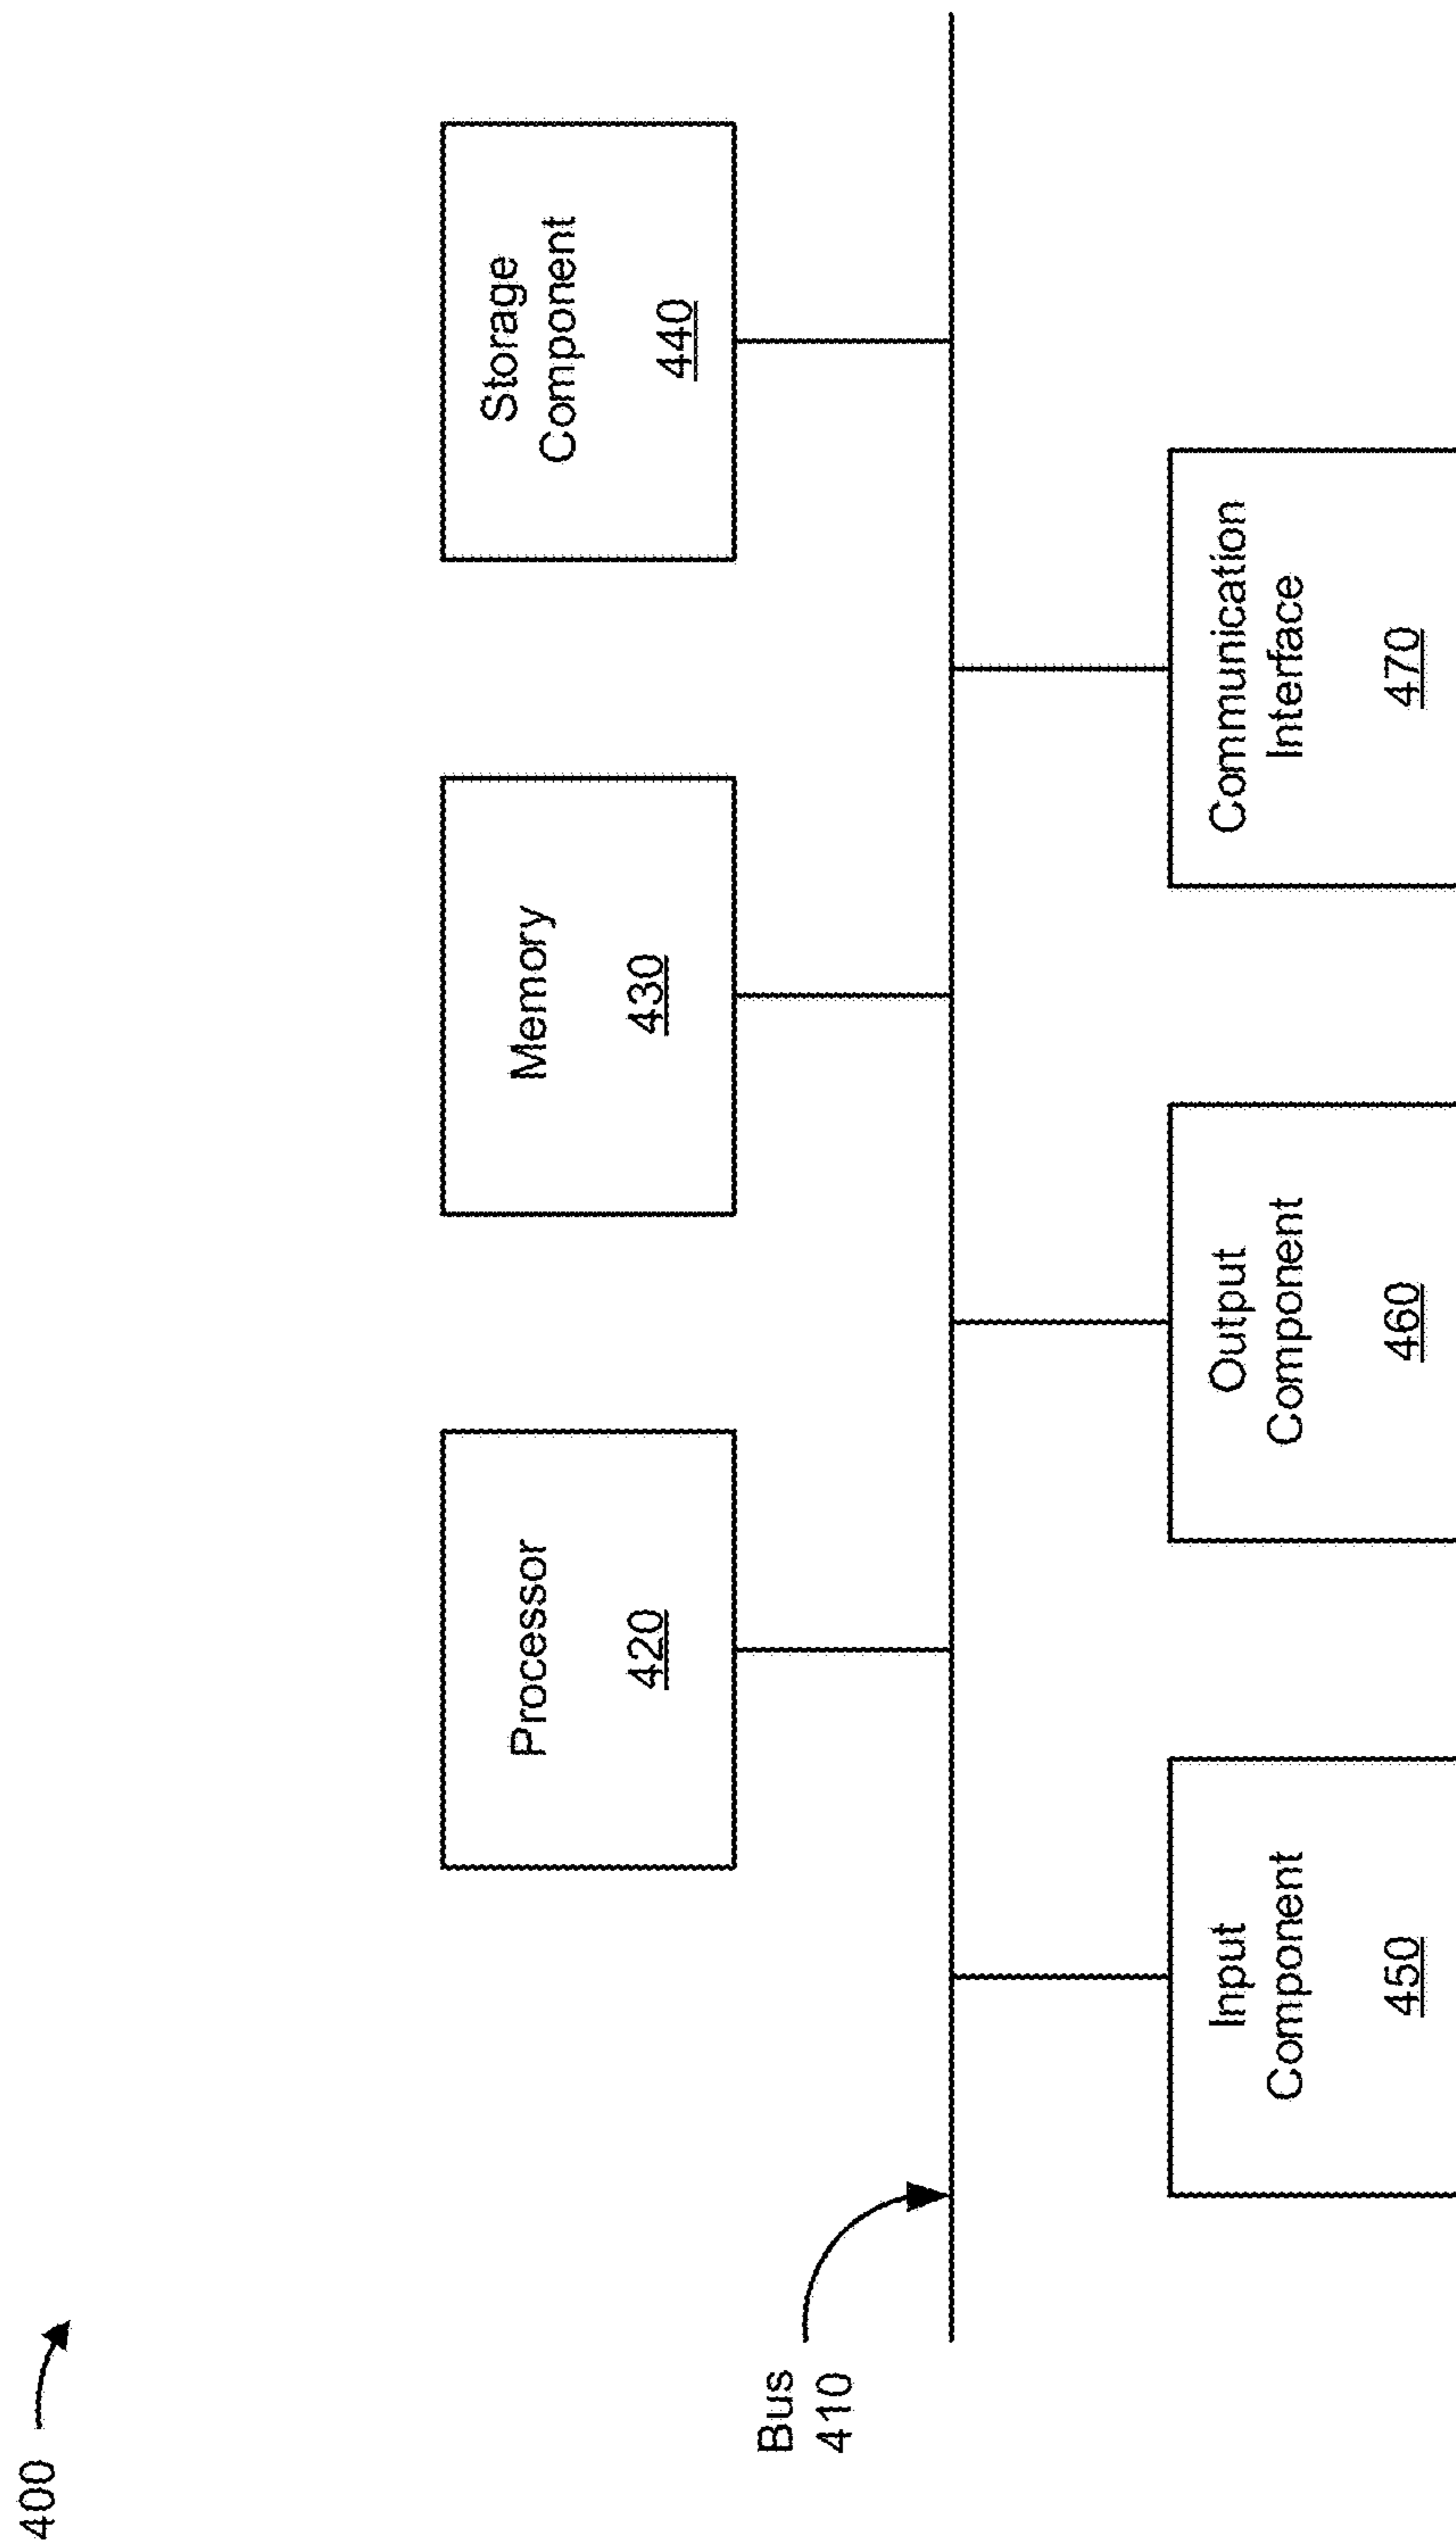 400
Processor
420
Memory
430
Storage
Component
440
Bus
410
Input
Component
450
Output
Component
460
Communication
Interface
470